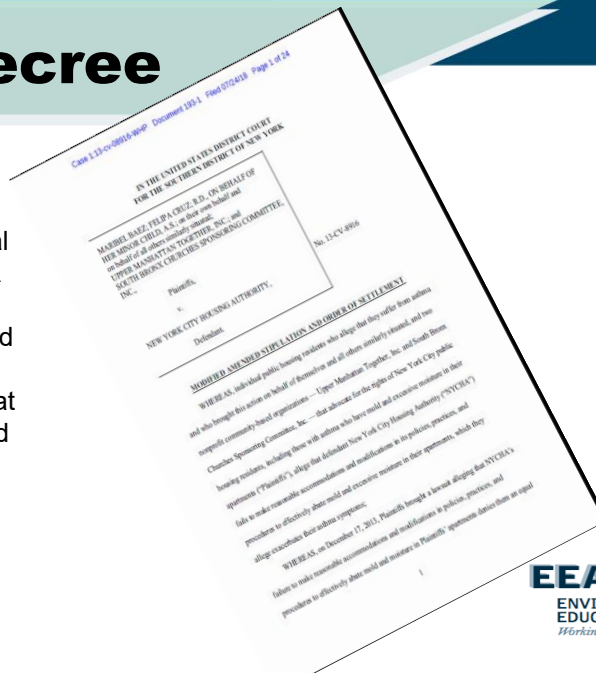 ecree
al
d
at
d
Case 1:13-cv-08916-WHP Document 193-1 Filed 07/24/18 Page 1 of 24
IN THE UNITED STATES DISTRICT COURT
FOR THE SOUTHERN DISTRICT OF NEW YORK
MARIBEL BAEZ; FELIPA CRUZ; R.D., ON BEHALF OF
HER MINOR CHILD, A.S.; on their own behalf and
on behalf of all others similarly situated;
UPPER MANHATTAN TOGETHER, INC.; and
SOUTH BRONX CHURCHES SPONSORING COMMITTEE,
INC.,
Plaintiffs,
v.
NEW YORK CITY HOUSING AUTHORITY,
Defendant.
No. 13-CV-8916
MODIFIED AMENDED STIPULATION AND ORDER OF SETTLEMENT
WHEREAS, individual public housing residents who allege that they suffer from asthma
and who brought this action on behalf of themselves and all others similarly situated, and two
nonprofit community-based organizations — Upper Manhattan Together, Inc. and South Bronx
Churches Sponsoring Committee, Inc. — that advocate for the rights of New York City public
housing residents, including those with asthma who have mold and excessive moisture in their
apartments ("Plaintiffs"), allege that defendant New York City Housing Authority ("NYCHA")
fails to make reasonable accommodations and modifications in its policies, practices, and
procedures to effectively abate mold and excessive moisture in their apartments, which they
allege exacerbates their asthma symptoms;
WHEREAS, on December 17, 2013, Plaintiffs brought a lawsuit alleging that NYCHA's
failure to make reasonable accommodations and modifications in policies, practices, and
procedures to effectively abate mold and moisture in Plaintiffs' apartments denies them an equal
1
EEA
ENVI
EDUC
Workin